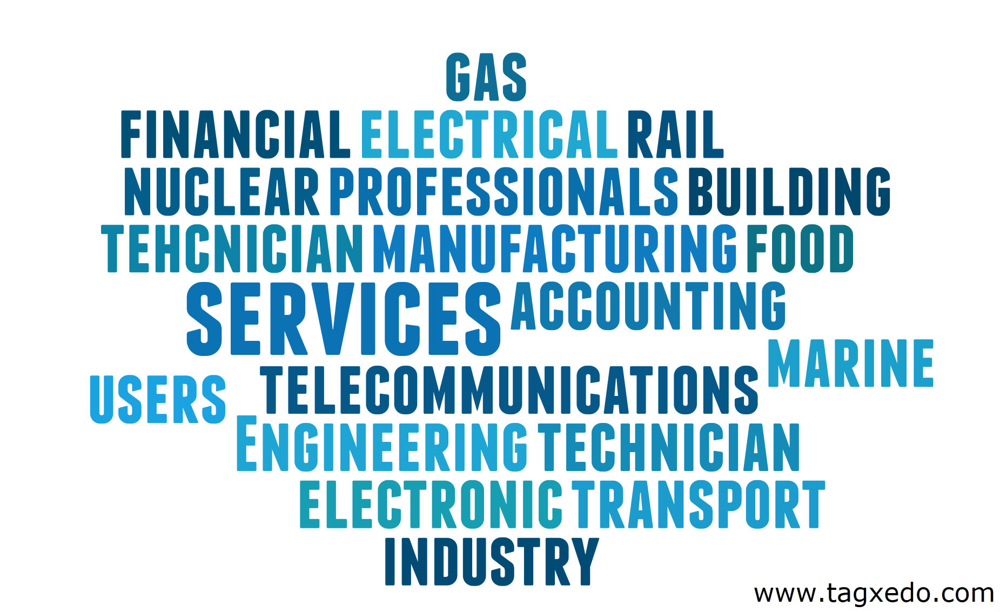 GAS
FINANCIAL ELECTRICAL RAIL
NUCLEAR PROFESSIONALS BUILDING
TEHCNICIAN MANUFACTURING FOOD
SERVICES ACCOUNTING
MARINE
USERS TELECOMMUNICATIONS
ENGINEERING TECHNICIAN
ELECTRONIC TRANSPORT
INDUSTRY
www.tagxedo.com